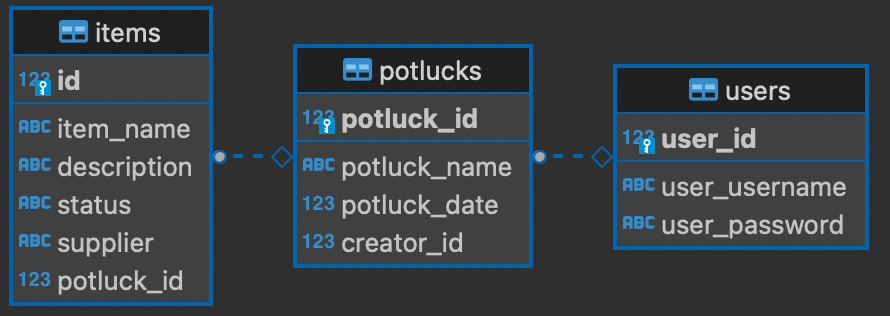 items
123 id
ABC item_name
ABC description
ABC status
ABC supplier
123 potluck_id
potlucks
123 potluck_id
ABC potluck_name
123 potluck_date
123 creator_id
users
123 user_id
ABC user_username
ABC user_password